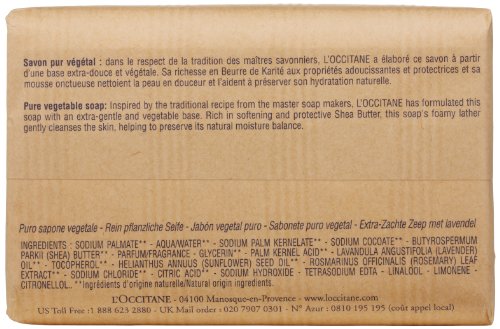 Savon pur végétal : dans le respect de la tradition des maîtres savonniers, L'OCCITANE a élaboré ce savon à partir
d'une base extra-douce et végétale. Sa richesse en Beurre de Karité aux propriétés adoucissantes et protectrices et sa
mousse onctueuse nettoient la peau en douceur et l'aident à préserver son hydratation naturelle.
Pure vegetable soap: Inspired by the traditional recipe from the master soap makers, L'OCCITANE has formulated this
soap with an extra-gentle and vegetable base. Rich in softening and protective Shea Butter, this soap's foamy lather
gently cleanses the skin, helping to preserve its natural moisture balance.
Puro sapone vegetale - Rein pflanzliche Seife - Jabón vegetal puro - Sabonete puro vegetal - Extra-Zachte Zeep met lavendel
INGREDIENTS : SODIUM PALMATE** - AQUA/WATER** - SODIUM PALM KERNELATE** - SODIUM COCOATE** - BUTYROSPERMUM
PARKII (SHEA) BUTTER** - PARFUM/FRAGRANCE - GLYCERIN** - PALM KERNEL ACID** - LAVANDULA ANGUSTIFOLIA (LAVENDER)
OIL** - TOCOPHEROL** - HELIANTHUS ANNUUS (SUNFLOWER) SEED OIL** - ROSMARINUS OFFICINALIS (ROSEMARY) LEAF
EXTRACT** - SODIUM CHLORIDE** - CITRIC ACID** - SODIUM HYDROXIDE - TETRASODIUM EDTA - LINALOOL - LIMONENE -
CITRONELLOL. **Ingrédients d'origine naturelle/Natural origin ingredients.
L'OCCITANE - 04100 Manosque-en-Provence - www.loccitane.com
US Toll Free : 1 888 623 2880 - UK Mail order : 020 7907 0301 - N° Azur : 0810 195 195 (coût appel local)